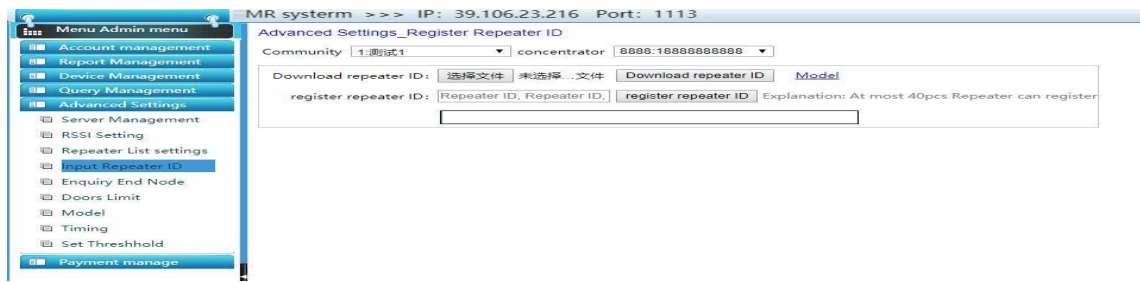 MR systerm >>> IP: 39.106.23.216 Port: 1113
Menu Admin menu
Account management
Report Management
Device Management
Query Management
Advanced Settings
Server Management
RSSI Setting
Repeater List settings
Input Repeater ID
Enquiry End Node
Doors Limit
Model
Timing
Set Threshhold
Payment manage
Advanced Settings_Register Repeater ID
Community 1:测试1 concentrator 8888:18888888888
Download repeater ID: 选择文件 未选择...文件 Download repeater ID Model
register repeater ID: Repeater ID, Repeater ID, register repeater ID Explanation: At most 40pcs Repeater can register